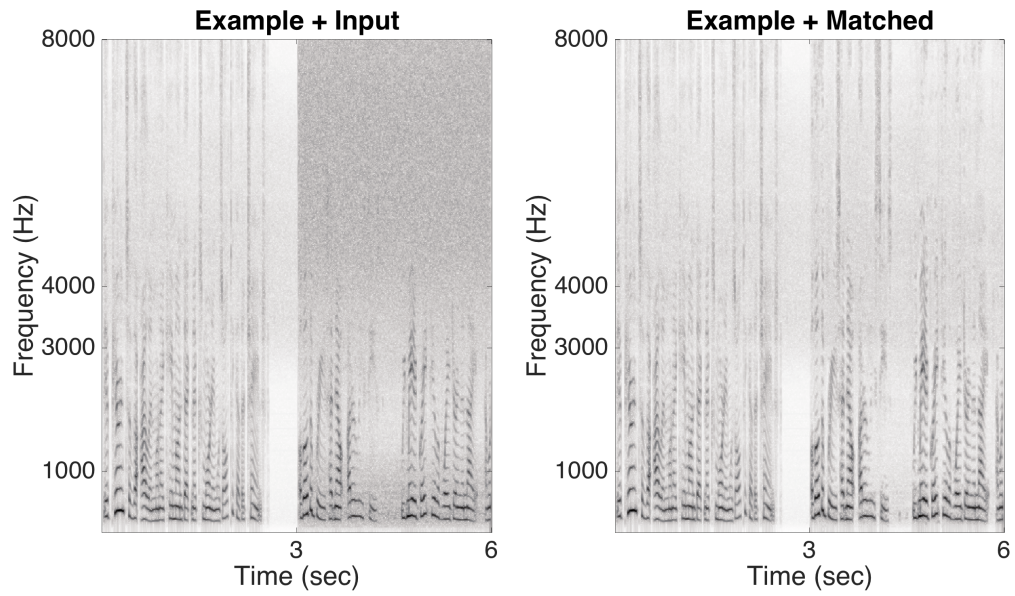 Example + Input
Frequency (Hz)
8000
4000
3000
1000
3
6
Time (sec)
Example + Matched
Frequency (Hz)
8000
4000
3000
1000
3
6
Time (sec)